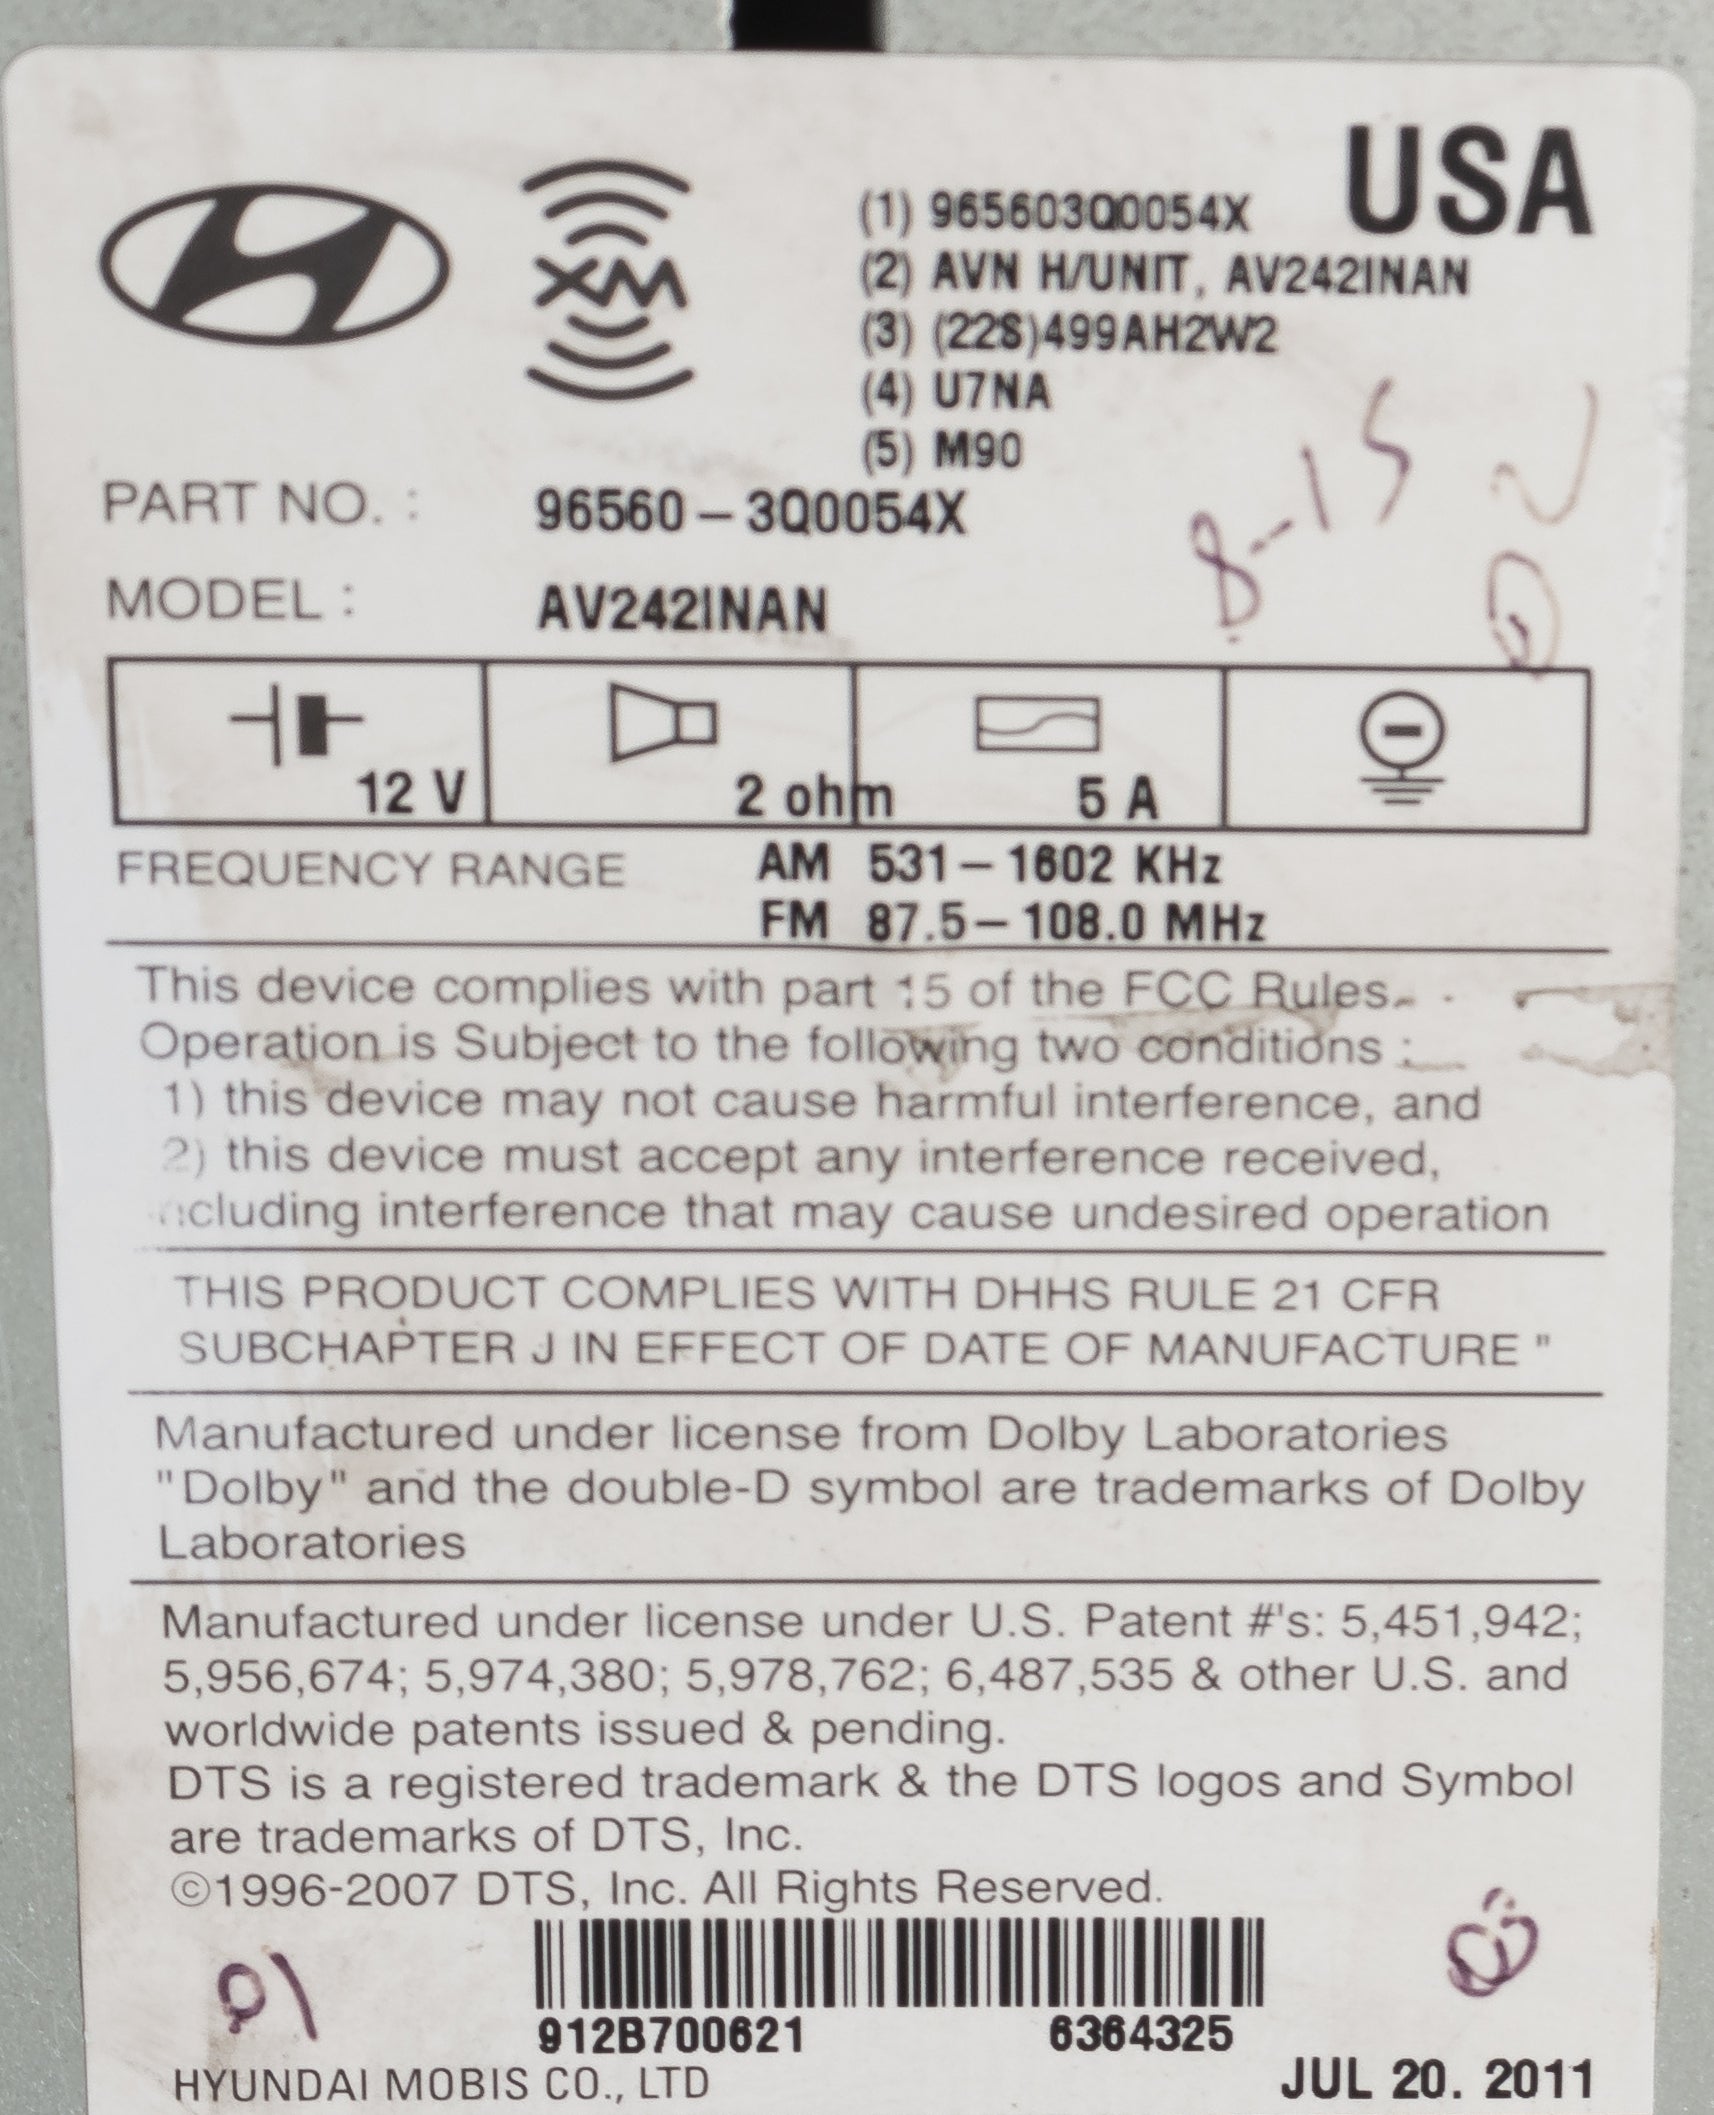 USA
XM
(1) 965603Q0054X
(2) AVN H/UNIT, AV242INAN
(3) (22S)499AH2W2
(4) U7NA
(5) M90
PART NO. : 96560-3Q0054X
8-15
MODEL : AV242INAN
12 V 2 ohm 5 A
FREQUENCY RANGE AM 531-1602 KHz
FM 87.5-108.0 MHz
This device complies with part 15 of the FCC Rules.
Operation is Subject to the following two conditions :
1) this device may not cause harmful interference, and
2) this device must accept any interference received,
including interference that may cause undesired operation
THIS PRODUCT COMPLIES WITH DHHS RULE 21 CFR
SUBCHAPTER J IN EFFECT OF DATE OF MANUFACTURE "
Manufactured under license from Dolby Laboratories
"Dolby" and the double-D symbol are trademarks of Dolby
Laboratories
Manufactured under license under U.S. Patent #'s: 5,451,942;
5,956,674; 5,974,380; 5,978,762; 6,487,535 & other U.S. and
worldwide patents issued & pending.
DTS is a registered trademark & the DTS logos and Symbol
are trademarks of DTS, Inc.
©1996-2007 DTS, Inc. All Rights Reserved.
912B700621 6364325
HYUNDAI MOBIS CO., LTD JUL 20. 2011